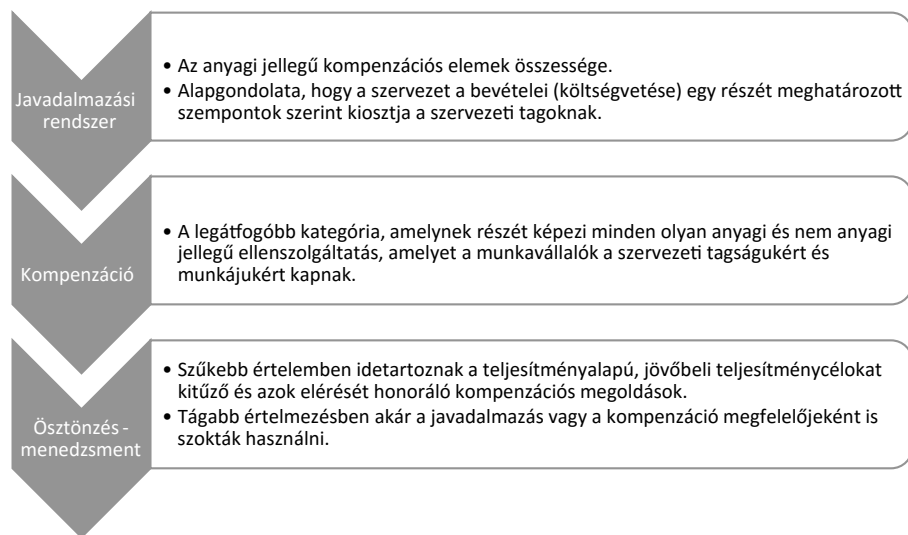 Javadalmazási
rendszer
• Az anyagi jellegű kompenzációs elemek összessége.
• Alapgondolata, hogy a szervezet a bevételei (költségvetése) egy részét meghatározott
szempontok szerint kiosztja a szervezeti tagoknak.
Kompenzáció
• A legátfogóbb kategória, amelynek részét képezi minden olyan anyagi és nem anyagi
jellegű ellenszolgáltatás, amelyet a munkavállalók a szervezeti tagságukért és
munkájukért kapnak.
Ösztönzés -
menedzsment
• Szűkebb értelemben idetartoznak a teljesítményalapú, jövőbeli teljesítménycélokat
kitűző és azok elérését honoráló kompenzációs megoldások.
• Tágabb értelmezésben akár a javadalmazás vagy a kompenzáció megfelelőjeként is
szokták használni.